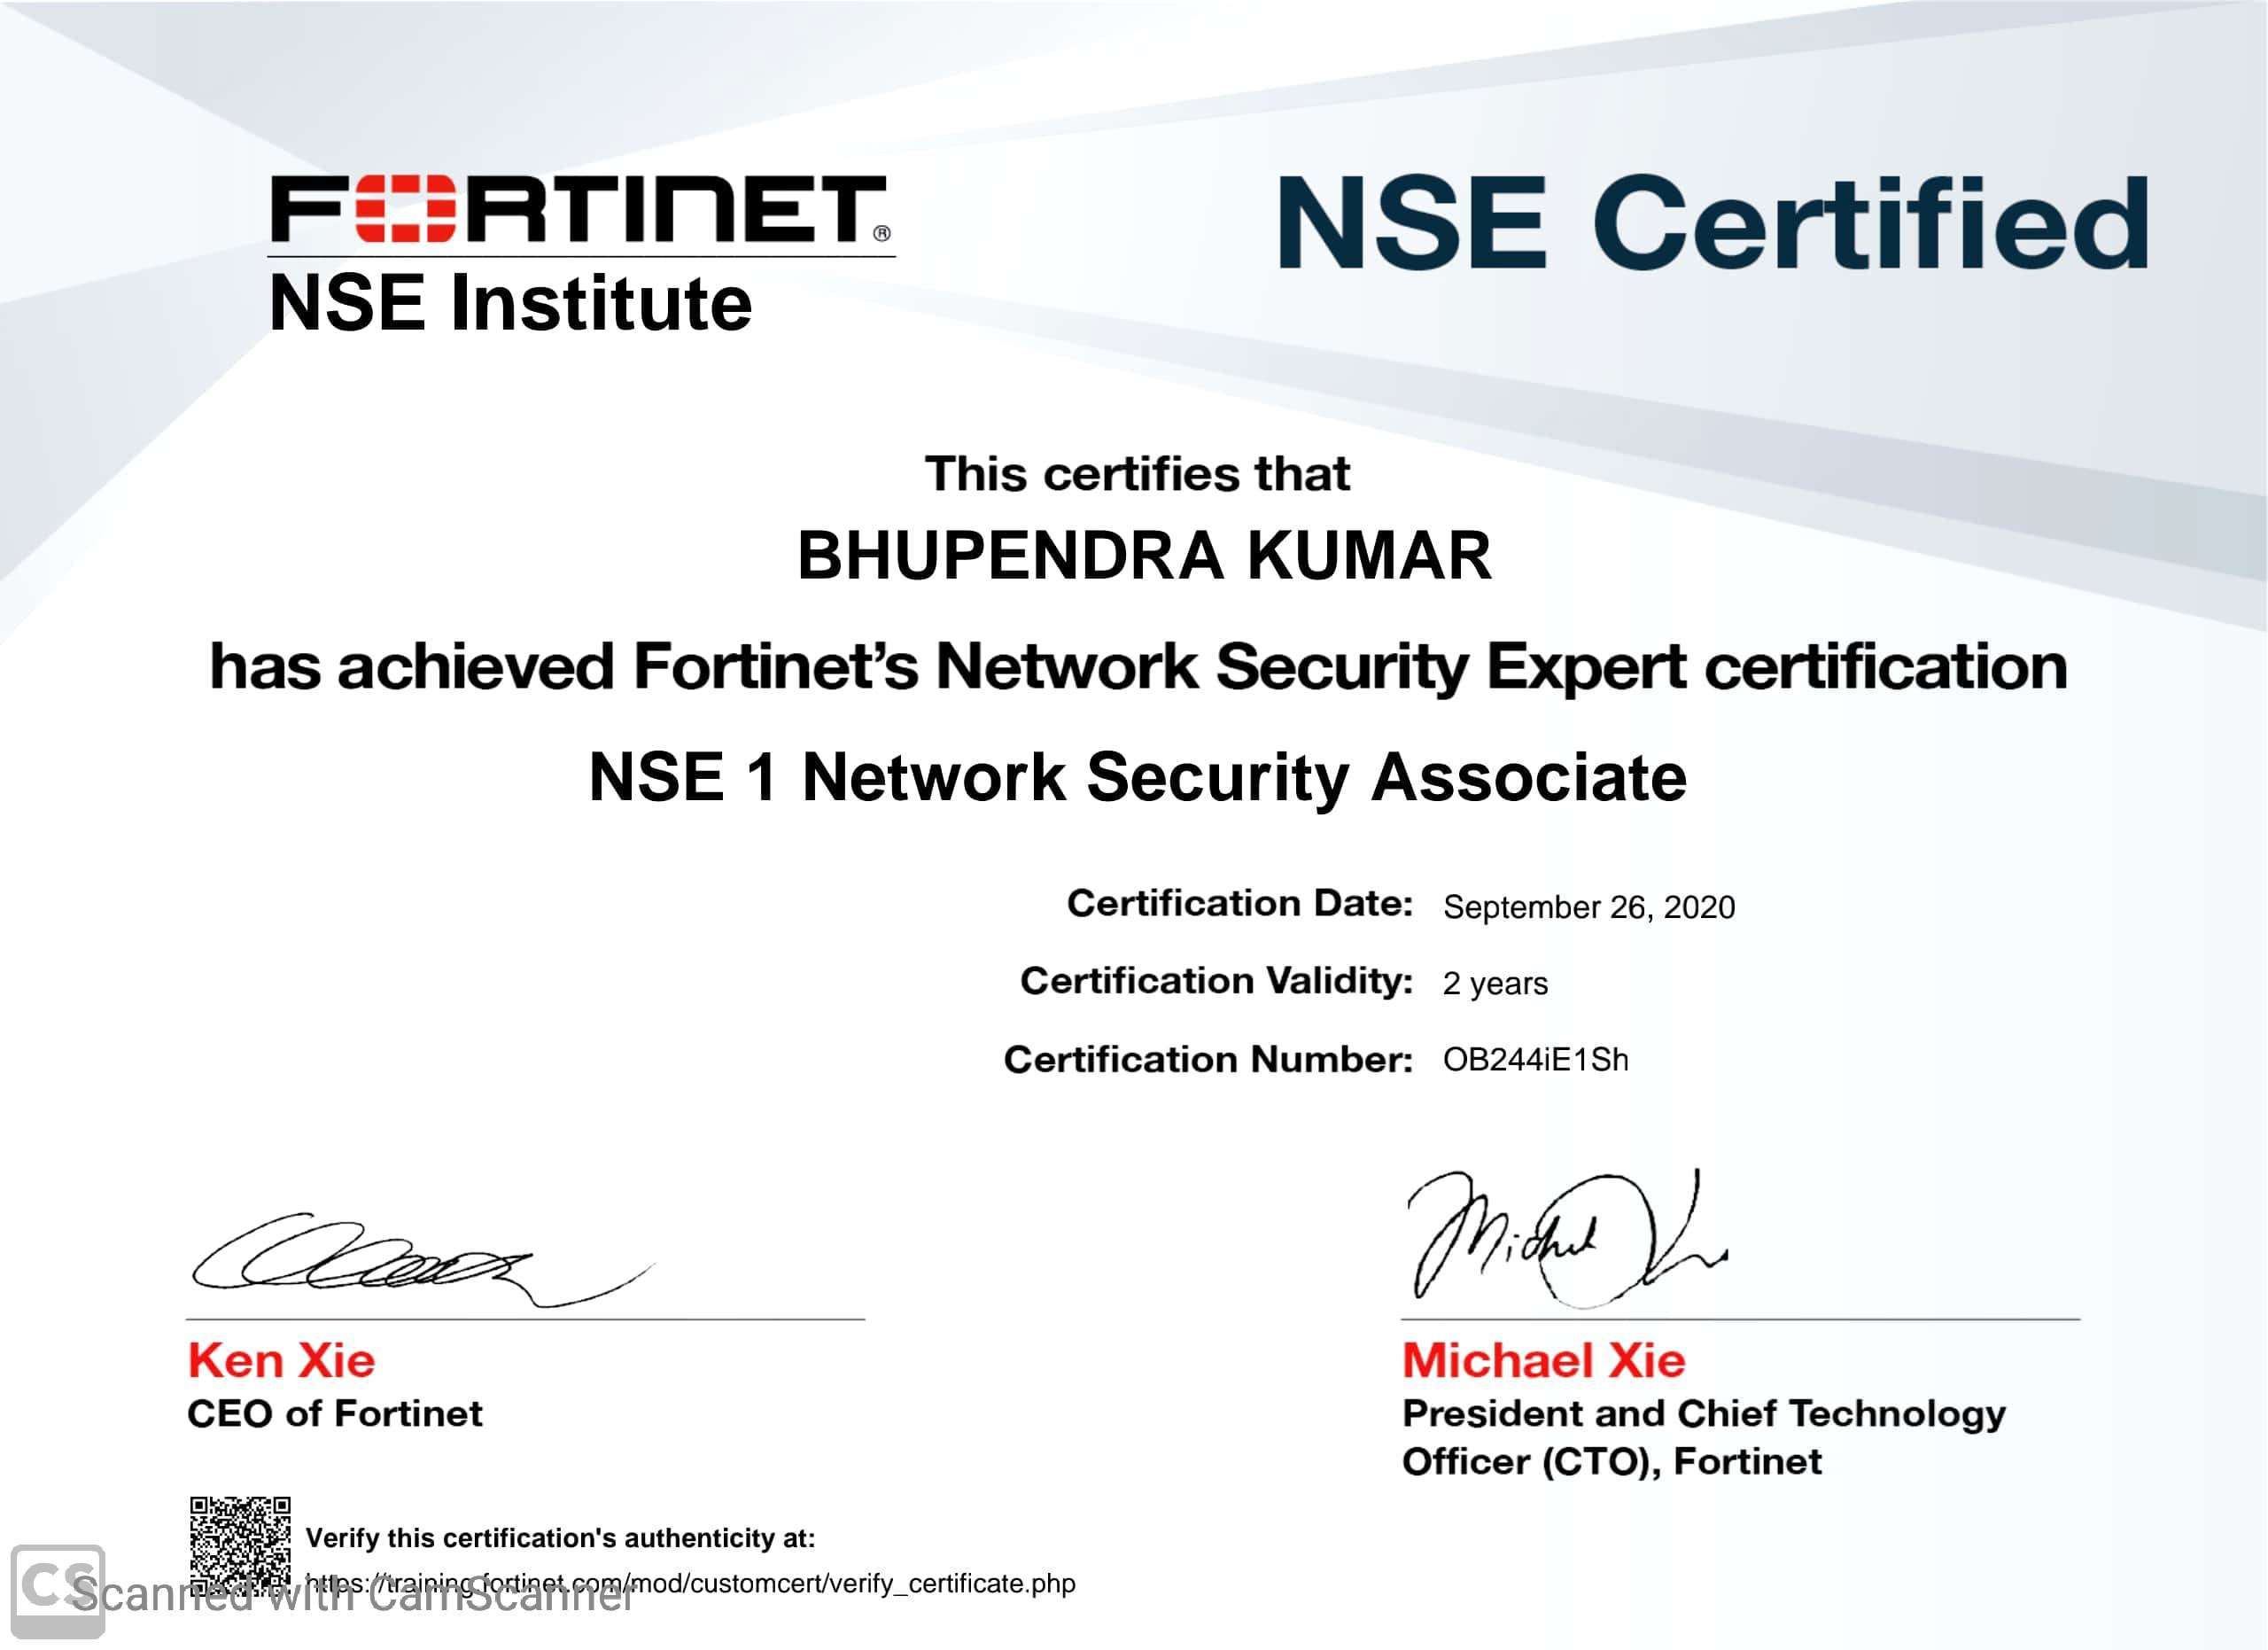 FORTINET®
NSE Institute
NSE Certified
This certifies that
BHUPENDRA KUMAR
has achieved Fortinet’s Network Security Expert certification
NSE 1 Network Security Associate
Certification Date: September 26, 2020
Certification Validity: 2 years
Certification Number: OB244iE1Sh
Michael
Ken Xie
CEO of Fortinet
Michael Xie
President and Chief Technology
Officer (CTO), Fortinet
Verify this certification's authenticity at:
https://training.fortinet.com/mod/customcert/verify_certificate.php
CS
Scanned with CamScanner